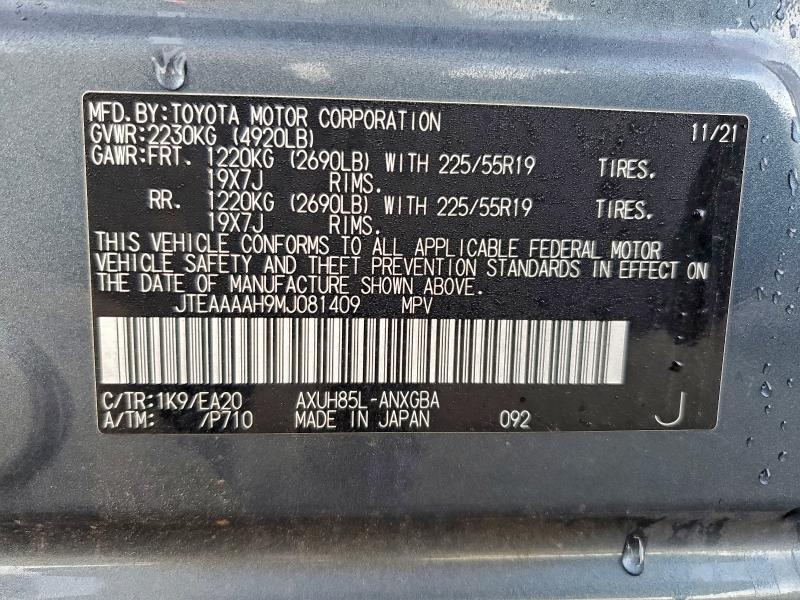 MFD.BY:TOYOTA MOTOR CORPORATION 11/21
GVWR:2230KG (4920LB)
GAWR:FRT. 1220KG (2690LB) WITH 225/55R19 TIRES.
19X7J RIMS.
RR. 1220KG (2690LB) WITH 225/55R19 TIRES.
19X7J RIMS.
THIS VEHICLE CONFORMS TO ALL APPLICABLE FEDERAL MOTOR
VEHICLE SAFETY AND THEFT PREVENTION STANDARDS IN EFFECT ON
THE DATE OF MANUFACTURE SHOWN ABOVE.
JTEAAAAH9MJ081409 MPV
C/TR:1K9/EA20 AXUH85L-ANXGBA
A/TM: /P710 MADE IN JAPAN 092 J